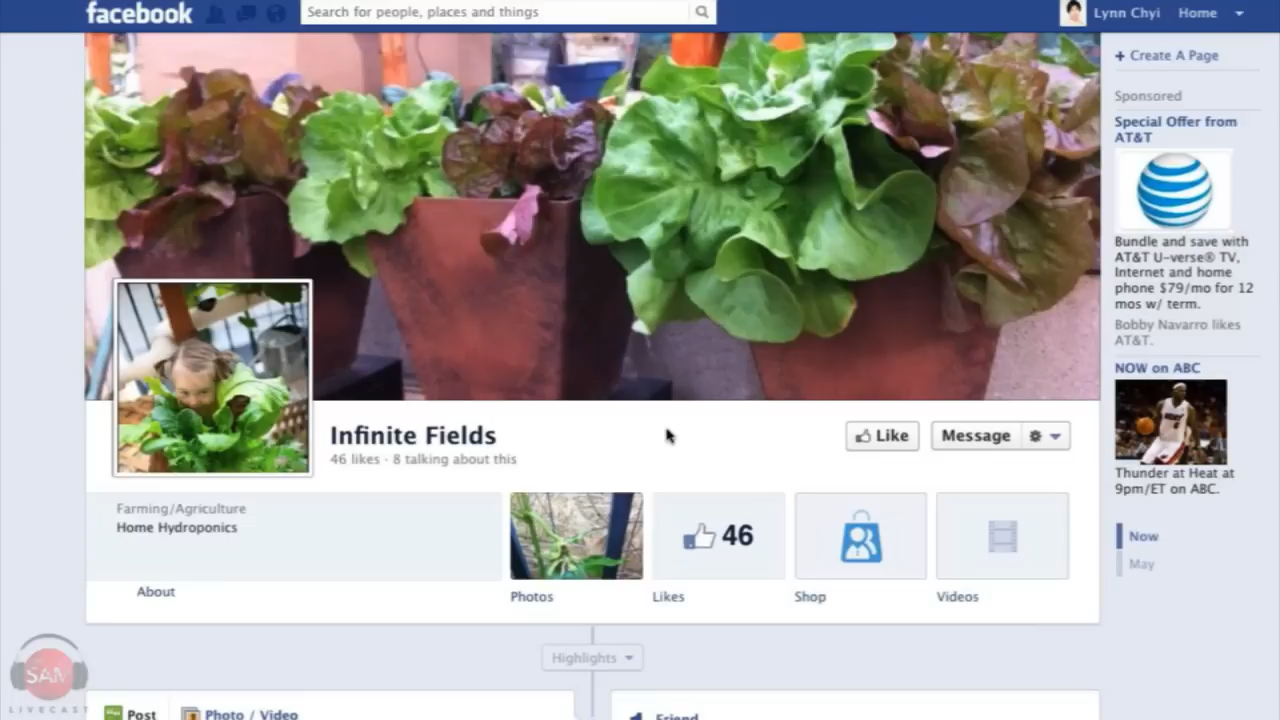 facebook
Search for people, places and things
Lynn Chyi
Home
+ Create A Page
Sponsored
Special Offer from
AT&T
Bundle and save with
AT&T U-verse® TV,
Internet and home
phone $79/mo for 12
mos w/ term.
Bobby Navarro likes
AT&T.
NOW on ABC
Thunder at Heat at
9pm/ET on ABC.
Now
May
Infinite Fields
46 likes · 8 talking about this
Like
Message
Farming/Agriculture
Home Hydroponics
About
46
Photos
Likes
Shop
Videos
Highlights
Post
Photo / Video
Friend
SAM
LIVECAST